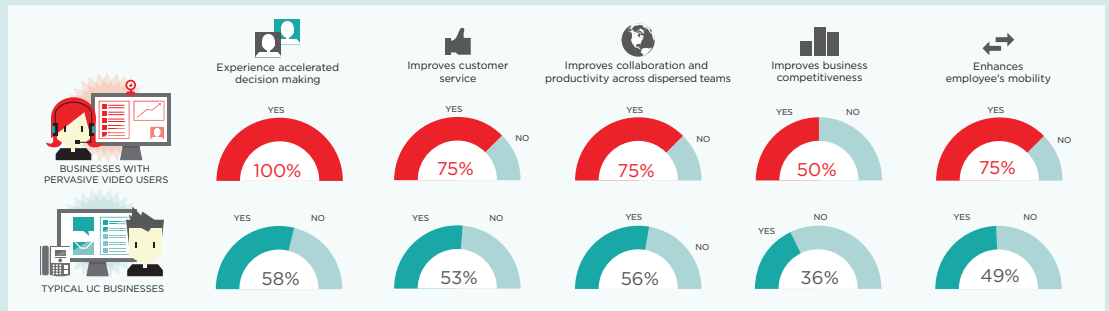 Experience accelerated
decision making
Improves customer
service
Improves collaboration and
productivity across dispersed teams
Improves business
competitiveness
Enhances
employee's mobility
BUSINESSES WITH
PERVASIVE VIDEO USERS
YES
100%
YES
NO
75%
YES
NO
75%
YES
NO
50%
YES
NO
75%
TYPICAL UC BUSINESSES
YES
NO
58%
YES
NO
53%
YES
NO
56%
YES
NO
36%
YES
NO
49%